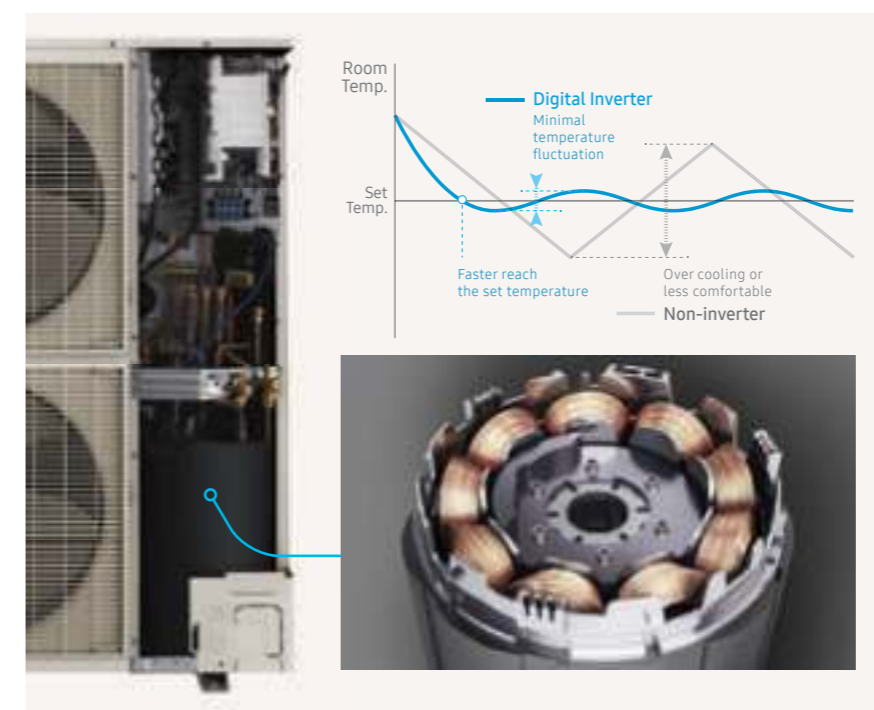 Room
Temp.
Digital Inverter
Minimal
temperature
fluctuation
Set
Temp.
Faster reach
the set temperature
Over cooling or
less comfortable
Non-inverter